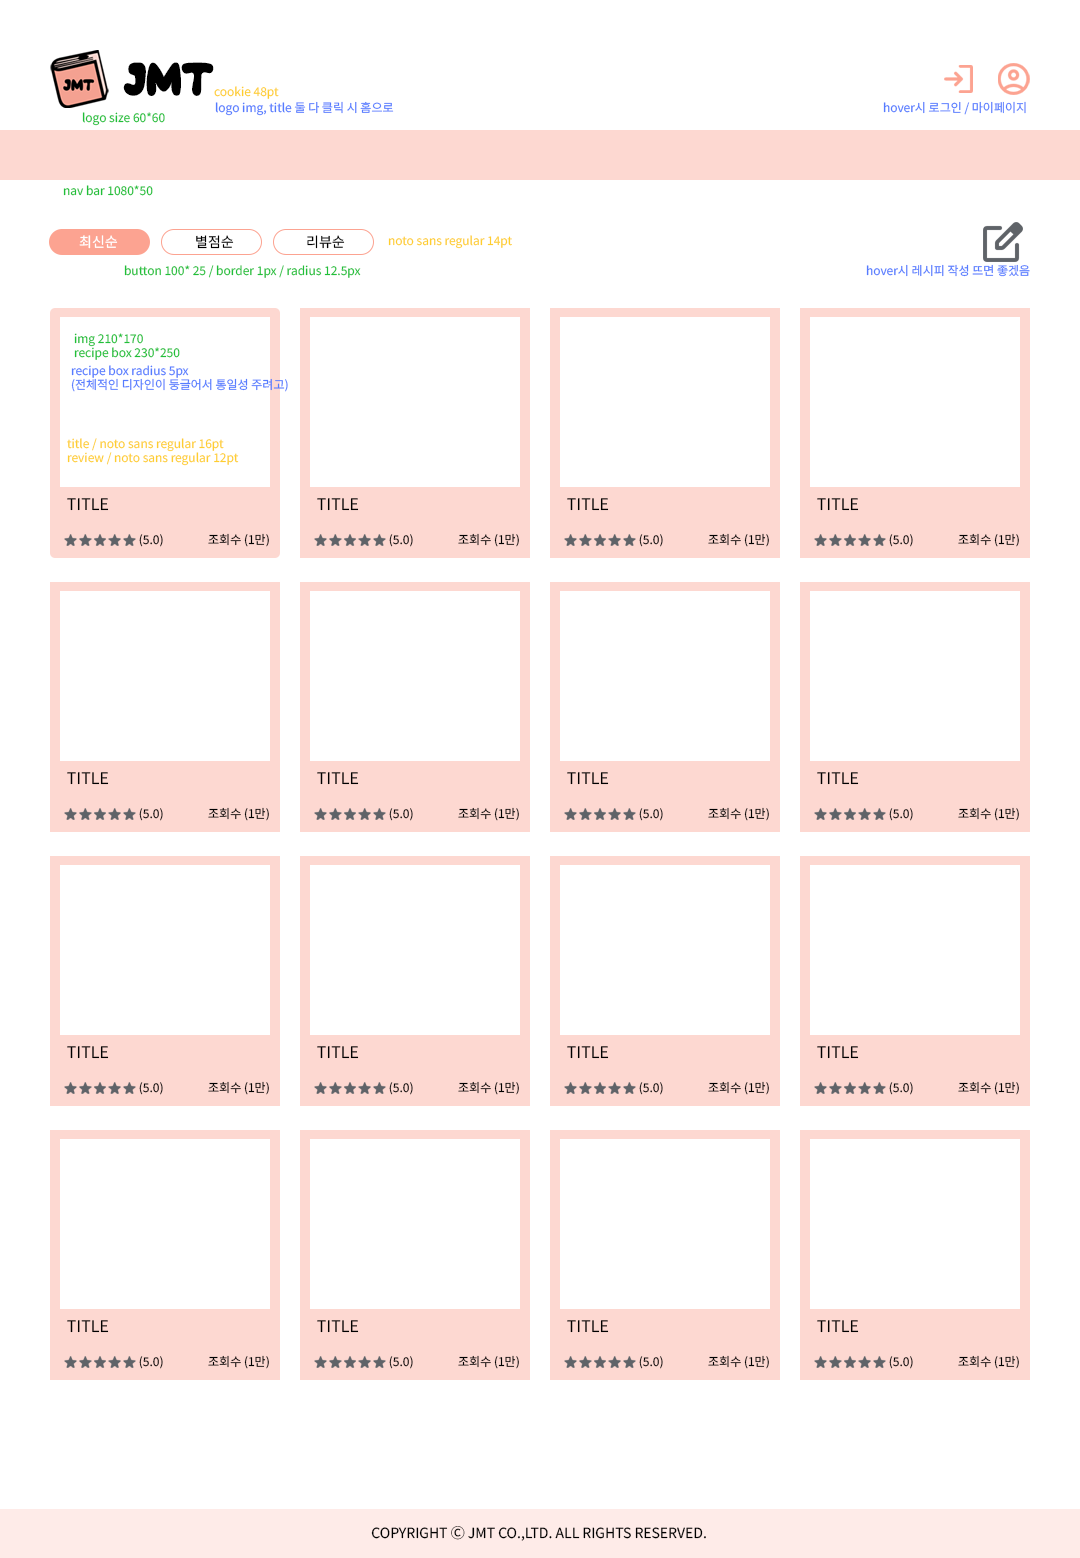 JMT
JMT
cookie 48pt
logo img, title 둘 다 클릭 시 홈으로
logo size 60*60
hover시 로그인 / 마이페이지
nav bar 1080*50
최신순
별점순
리뷰순
noto sans regular 14pt
button 100* 25 / border 1px / radius 12.5px
hover시 레시피 작성 뜨면 좋겠음
img 210*170
recipe box 230*250
recipe box radius 5px
(전체적인 디자인이 둥글어서 통일성 주려고)
title / noto sans regular 16pt
review / noto sans regular 12pt
TITLE
★★★★★ (5.0) 조회수 (1만)
TITLE
★★★★★ (5.0) 조회수 (1만)
TITLE
★★★★★ (5.0) 조회수 (1만)
TITLE
★★★★★ (5.0) 조회수 (1만)
TITLE
★★★★★ (5.0) 조회수 (1만)
TITLE
★★★★★ (5.0) 조회수 (1만)
TITLE
★★★★★ (5.0) 조회수 (1만)
TITLE
★★★★★ (5.0) 조회수 (1만)
TITLE
★★★★★ (5.0) 조회수 (1만)
TITLE
★★★★★ (5.0) 조회수 (1만)
TITLE
★★★★★ (5.0) 조회수 (1만)
TITLE
★★★★★ (5.0) 조회수 (1만)
TITLE
★★★★★ (5.0) 조회수 (1만)
TITLE
★★★★★ (5.0) 조회수 (1만)
TITLE
★★★★★ (5.0) 조회수 (1만)
TITLE
★★★★★ (5.0) 조회수 (1만)
COPYRIGHT Ⓒ JMT CO.,LTD. ALL RIGHTS RESERVED.